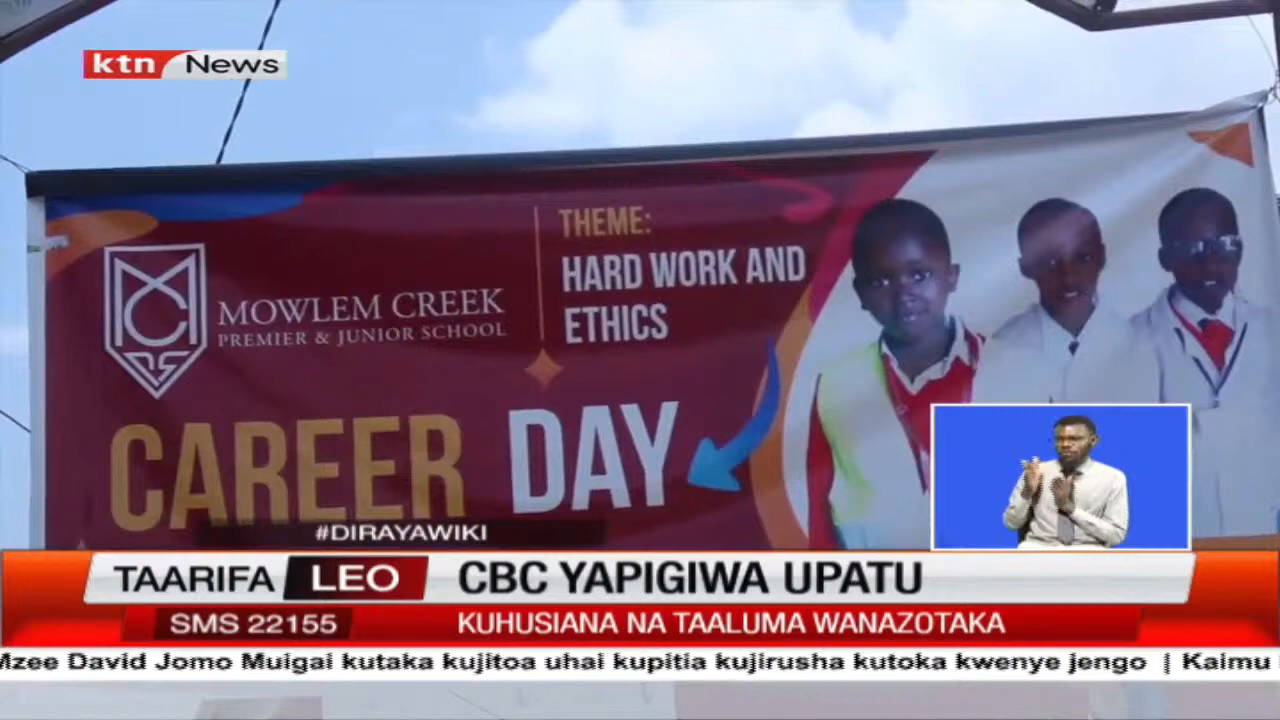 ktn News
THEME:
HARD WORK AND
ETHICS
MOWLEM CREEK
PREMIER & JUNIOR SCHOOL
CAREER DAY
#DIRAYAWIKI
TAARIFA LEO CBC YAPIGIWA UPATU
SMS 22155 KUHUSIANA NA TAALUMA WANAZOTAKA
Mzee David Jomo Muigai kutaka kujitoa uhai kupitia kujirusha kutoka kwenye jengo | Kaimu